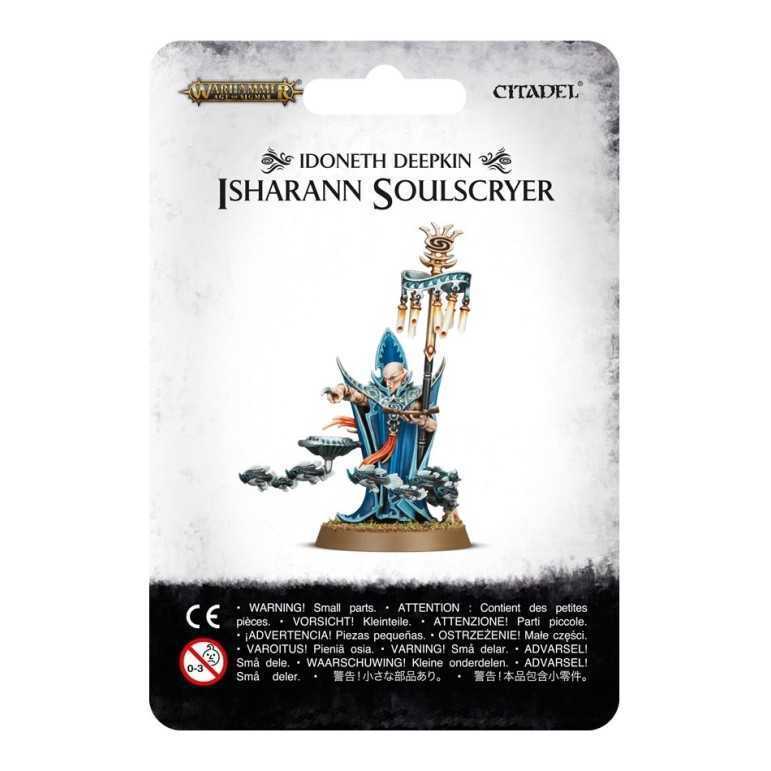 WARHAMMER
AGE OF SIGMAR
CITADEL
IDONETH DEEPKIN
ISHARANN SOULSCRYER
CE
0-3
• WARNING! Small parts. • ATTENTION : Contient des petites
pièces. • VORSICHT! Kleinteile. • ATTENZIONE! Parti piccole.
• ¡ADVERTENCIA! Piezas pequeñas. • OSTRZEŻENIE! Małe części.
• VAROITUS! Pieniä osia. • VARNING! Små delar. • ADVARSEL!
Små dele. • WAARSCHUWING! Kleine onderdelen. • ADVARSEL!
Små deler. • 警告!小さな部品あり。 • 警告!本品包含小零件。